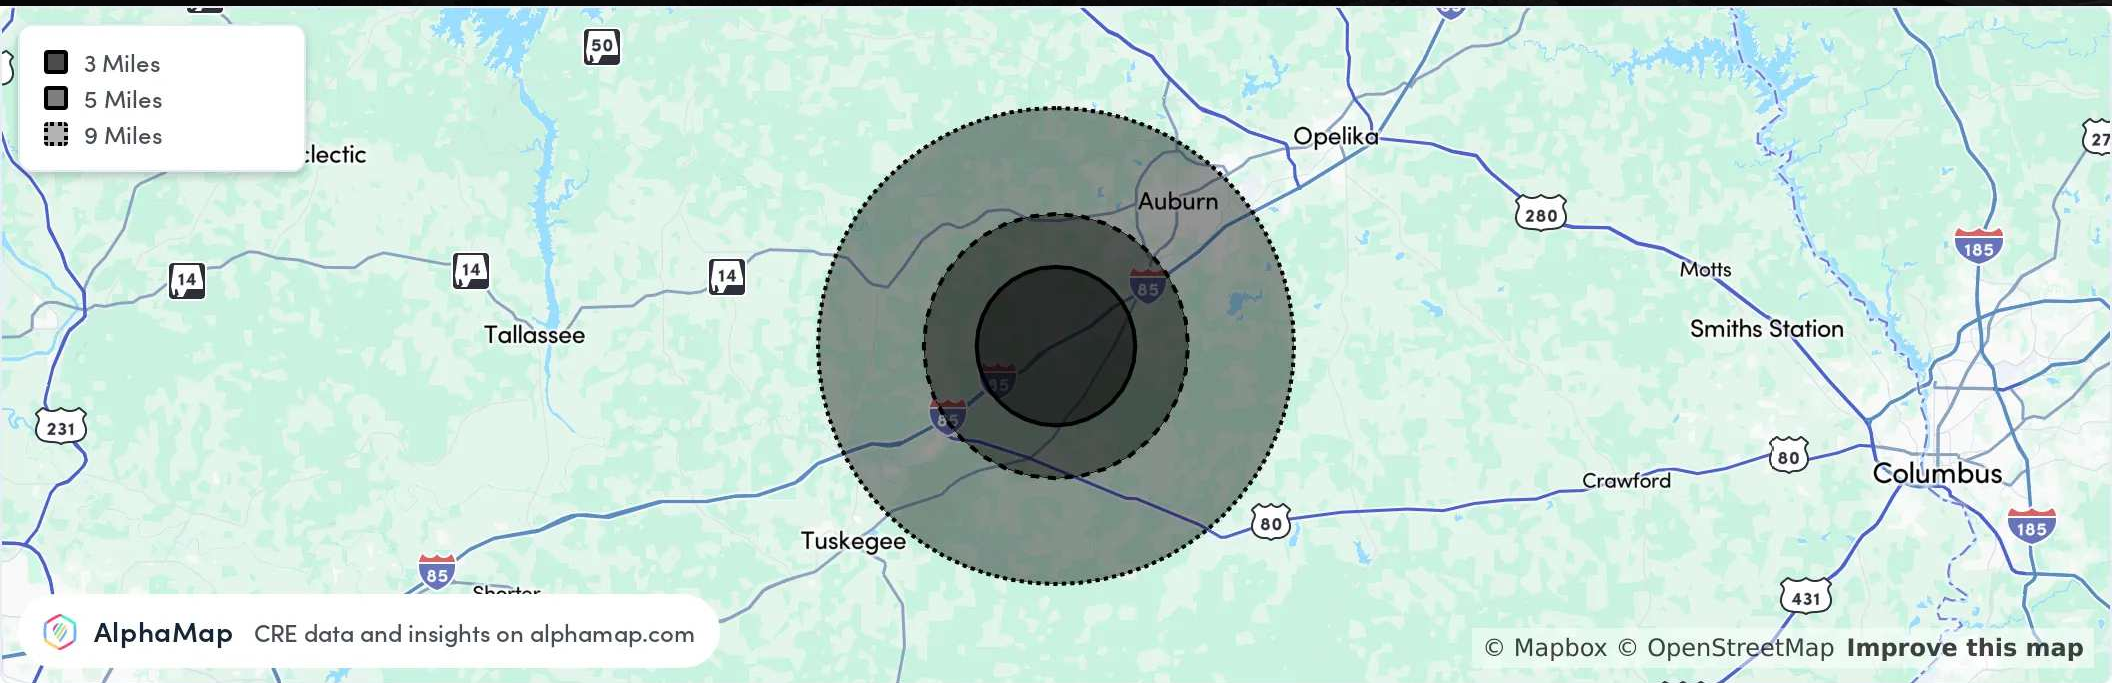 3 Miles
5 Miles
9 Miles
50
clectic
Opelika
27
Auburn
280
185
14
14
14
85
Motts
Tallassee
Smiths Station
85
85
231
80
Columbus
Crawford
80
185
Tuskegee
85
Shorter
431
AlphaMap CRE data and insights on alphamap.com
© Mapbox © OpenStreetMap Improve this map